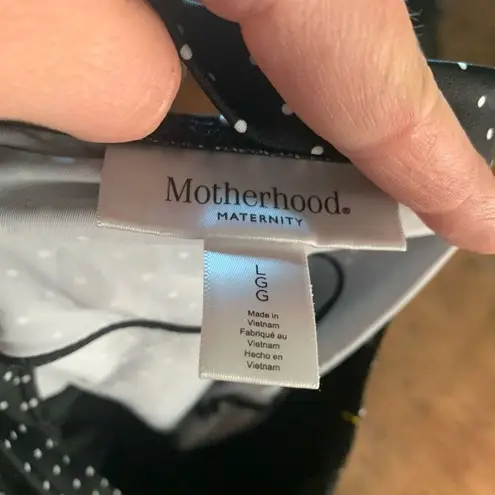 Motherhood®
MATERNITY
L
G
G
Made in
Vietnam
Fabriqué au
Vietnam
Hecho en
Vietnam